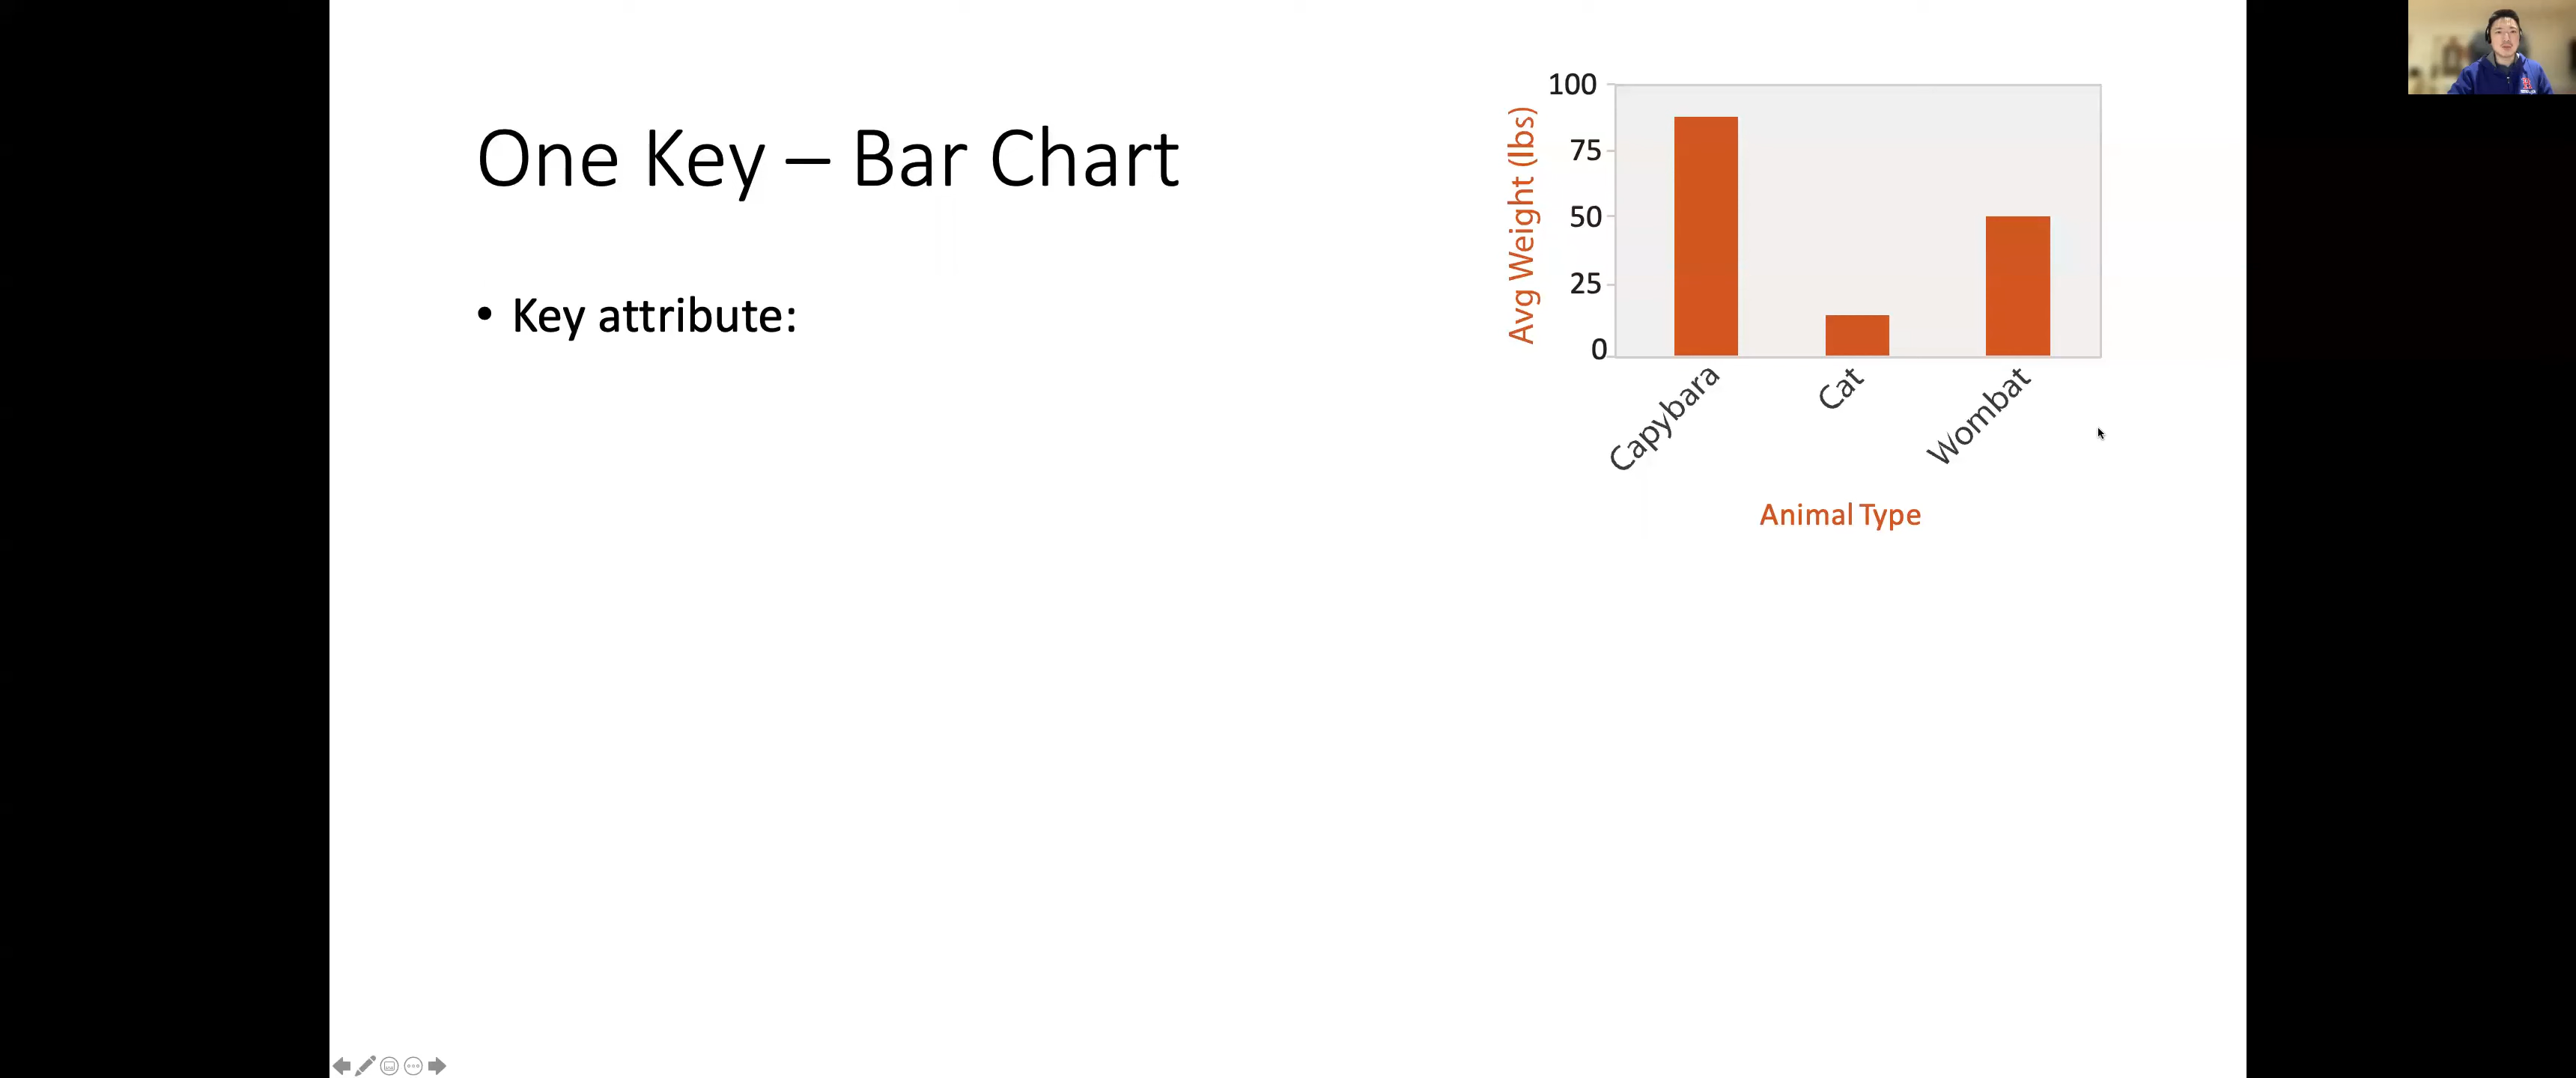 One Key – Bar Chart
• Key attribute:
Avg Weight (lbs)
100
75
50
25
0
Capybara
Cat
Wombat
Animal Type